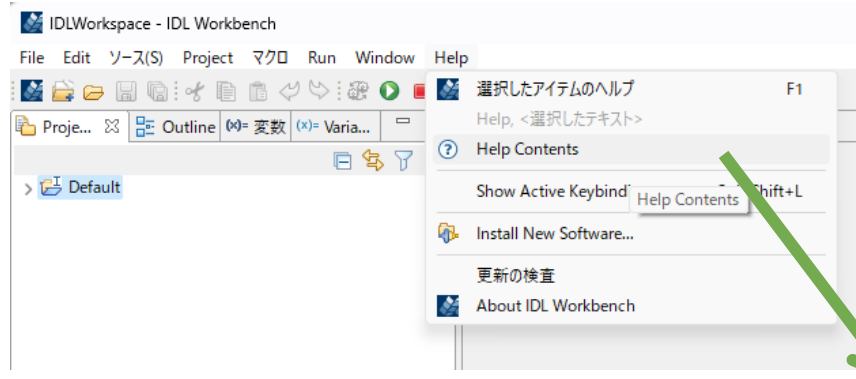 IDLWorkspace - IDL Workbench
File Edit ソース(S) Project マクロ Run Window Help
Proje... Outline (x)= 変数 (x)= Varia...
Default
選択したアイテムのヘルプ F1
Help, <選択したテキスト>
Help Contents
Show Active Keybind Shift+L
Help Contents
Install New Software...
更新の検査
About IDL Workbench